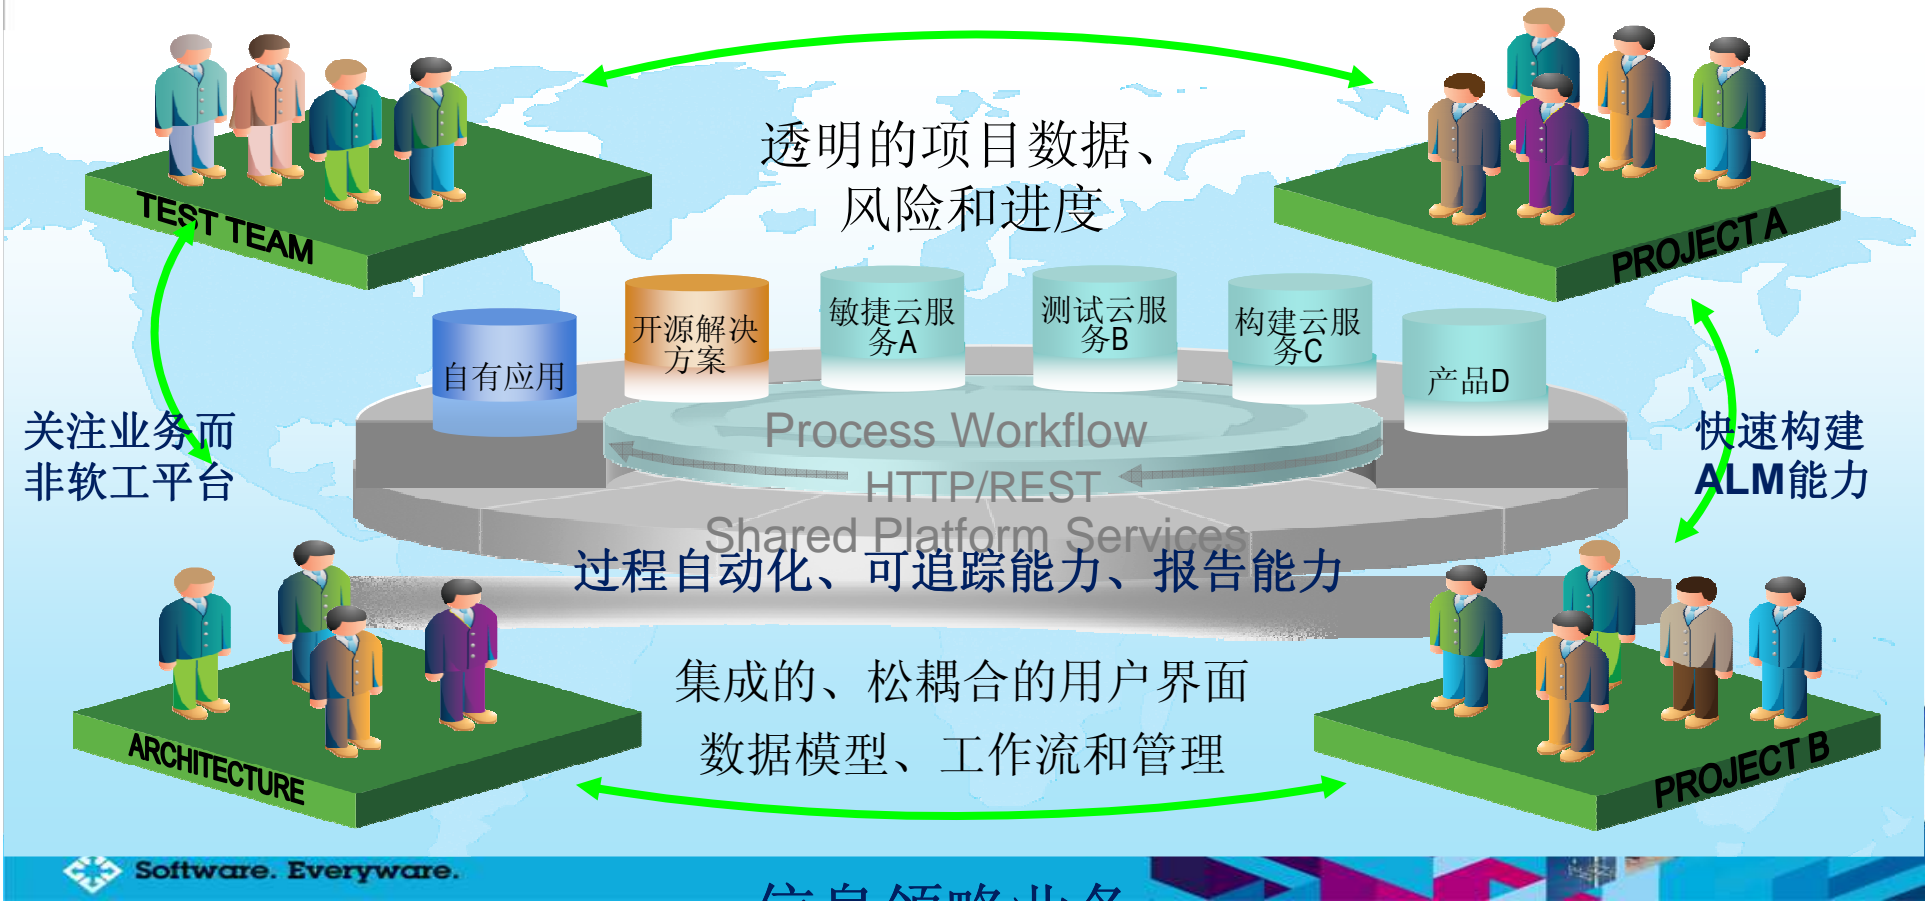 透明的项目数据、
风险和进度
TEST TEAM
PROJECT A
自有应用
开源解决
方案
敏捷云服
务A
测试云服
务B
构建云服
务C
产品D
关注业务而
非软工平台
Process Workflow
HTTP/REST
Shared Platform Services
快速构建
ALM能力
过程自动化、可追踪能力、报告能力
集成的、松耦合的用户界面
数据模型、工作流和管理
ARCHITECTURE
PROJECT B
Software. Everyware.